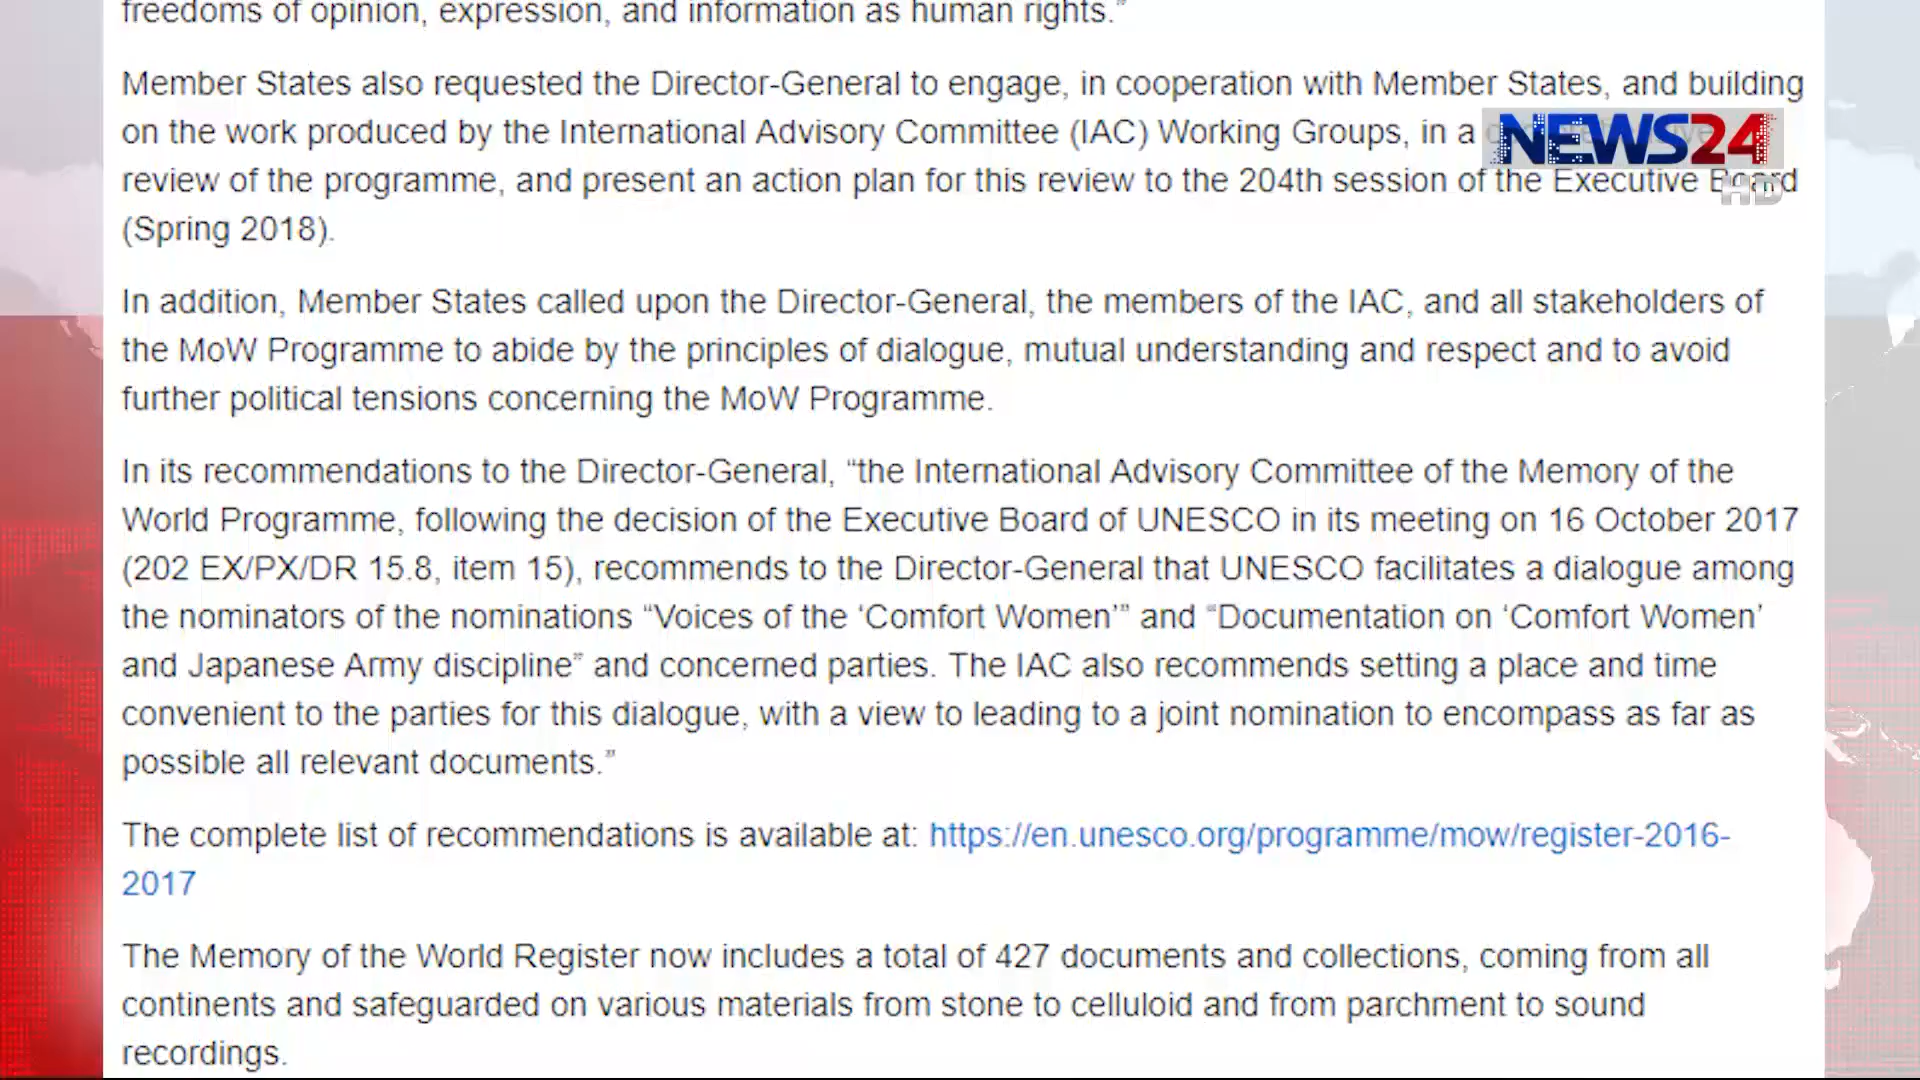 freedoms of opinion, expression, and information as human rights.”
Member States also requested the Director-General to engage, in cooperation with Member States, and building
on the work produced by the International Advisory Committee (IAC) Working Groups, in a
NEWS24
review of the programme, and present an action plan for this review to the 204th session of the Executive Board
HD
(Spring 2018).
In addition, Member States called upon the Director-General, the members of the IAC, and all stakeholders of
the MoW Programme to abide by the principles of dialogue, mutual understanding and respect and to avoid
further political tensions concerning the MoW Programme.
In its recommendations to the Director-General, “the International Advisory Committee of the Memory of the
World Programme, following the decision of the Executive Board of UNESCO in its meeting on 16 October 2017
(202 EX/PX/DR 15.8, item 15), recommends to the Director-General that UNESCO facilitates a dialogue among
the nominators of the nominations “Voices of the ‘Comfort Women’” and “Documentation on ‘Comfort Women’
and Japanese Army discipline” and concerned parties. The IAC also recommends setting a place and time
convenient to the parties for this dialogue, with a view to leading to a joint nomination to encompass as far as
possible all relevant documents.”
The complete list of recommendations is available at: https://en.unesco.org/programme/mow/register-2016-
2017
The Memory of the World Register now includes a total of 427 documents and collections, coming from all
continents and safeguarded on various materials from stone to celluloid and from parchment to sound
recordings.